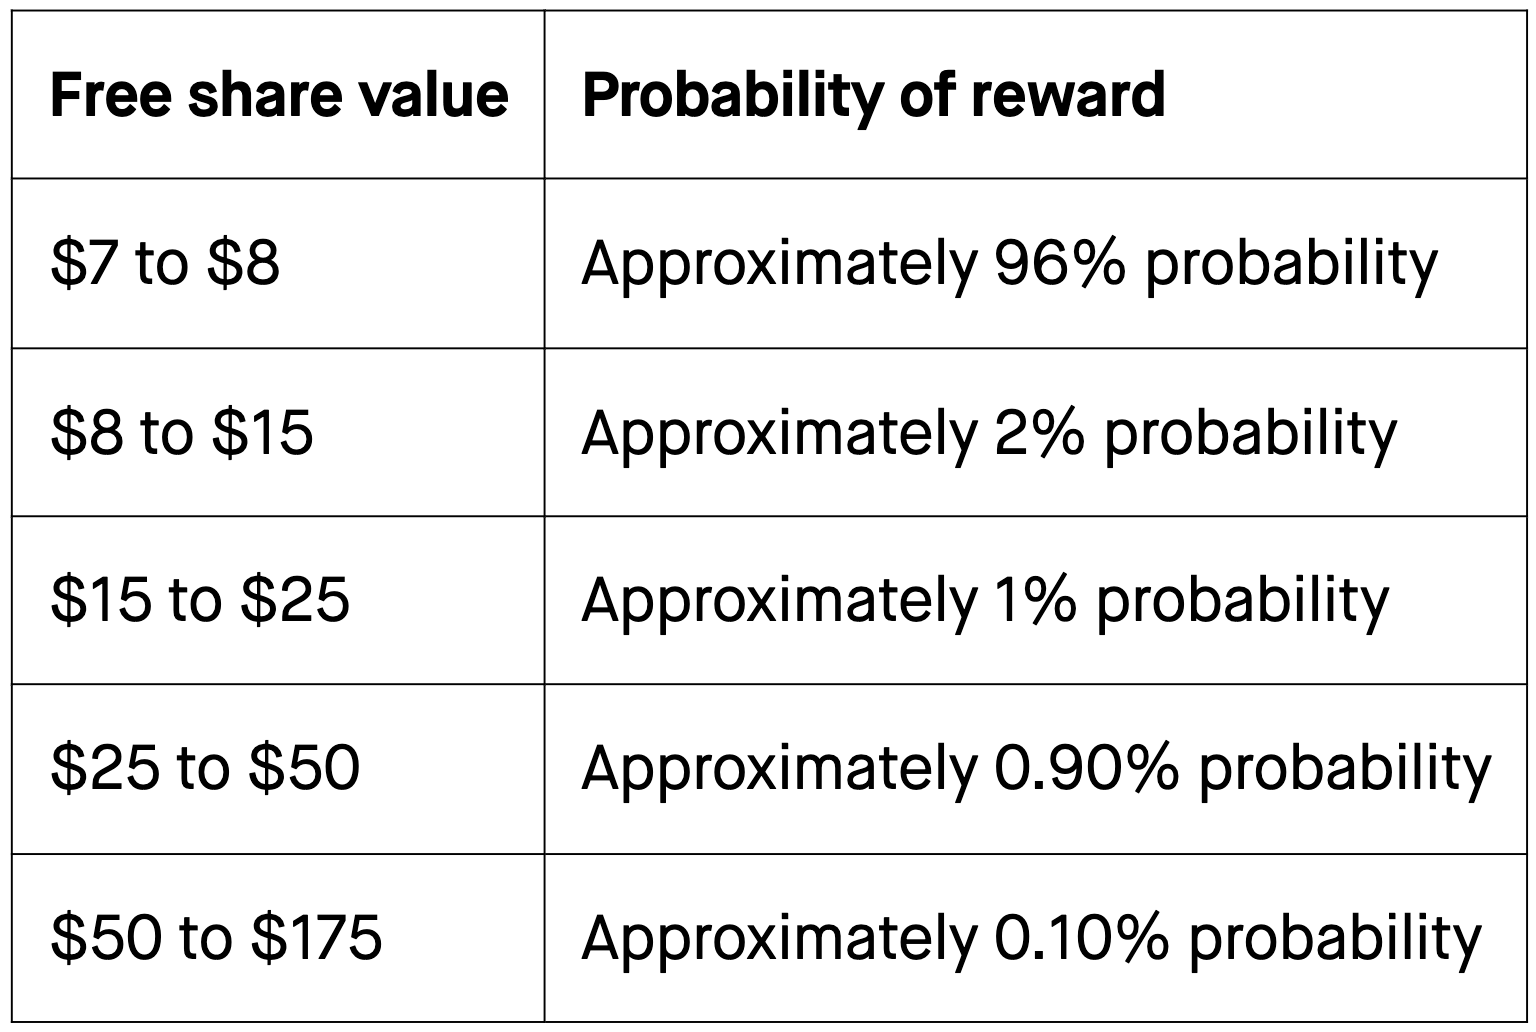 Free share value Probability of reward
$7 to $8 Approximately 96% probability
$8 to $15 Approximately 2% probability
$15 to $25 Approximately 1% probability
$25 to $50 Approximately 0.90% probability
$50 to $175 Approximately 0.10% probability